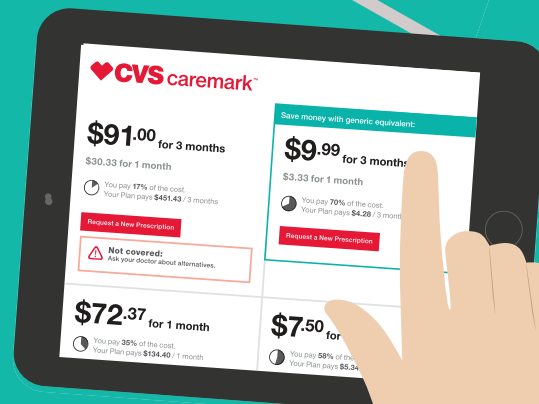 CVS caremark™
$91.00 for 3 months
$30.33 for 1 month
You pay 17% of the cost.
Your Plan pays $451.43 / 3 months
Request a New Prescription
Not covered:
Ask your doctor about alternatives.
Save money with generic equivalent:
$9.99 for 3 months
$3.33 for 1 month
You pay 70% of the cost.
Your Plan pays $4.28 / 3
Request a New Prescription
$72.37 for 1 month
You pay 35% of the cost.
Your Plan pays $134.40 / 1 month
$7.50 for
You pay 58% of the
Your Plan pays